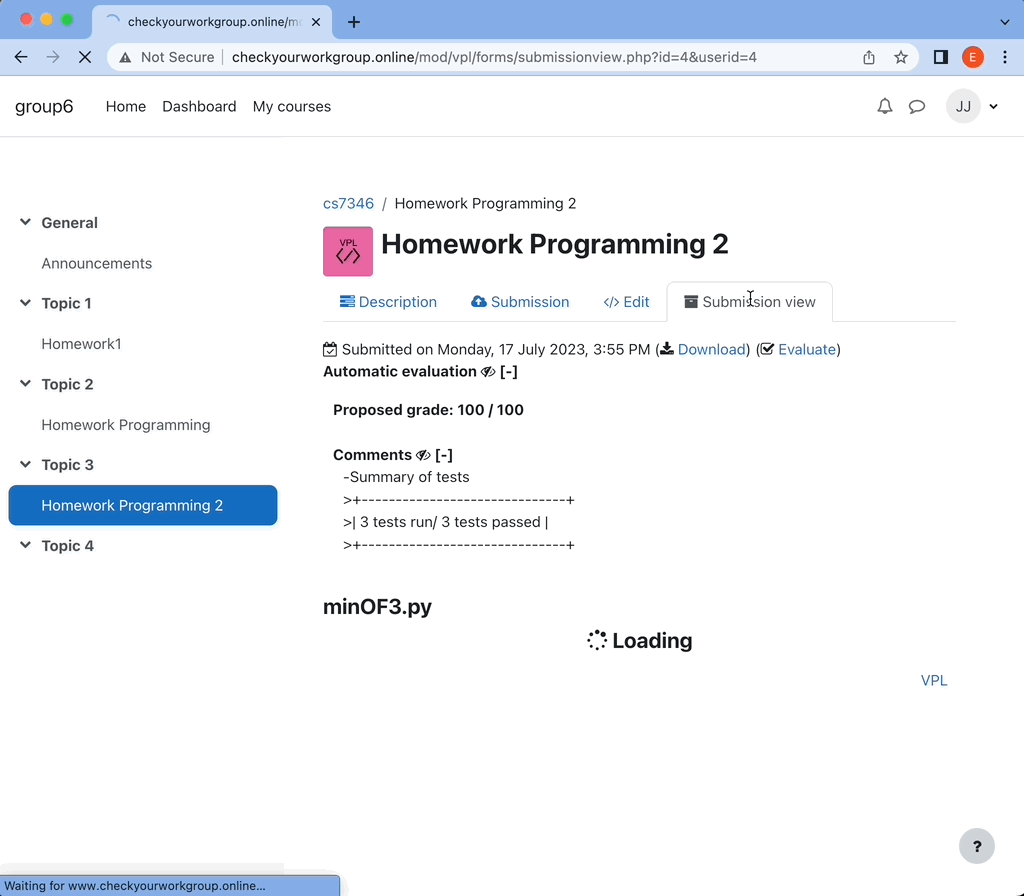 checkyourworkgroup.online/mo
Not Secure | checkyourworkgroup.online/mod/vpl/forms/submissionview.php?id=4&userid=4
E
group6 Home Dashboard My courses
JJ
General
Announcements
Topic 1
Homework1
Topic 2
Homework Programming
Topic 3
Homework Programming 2
Topic 4
cs7346 / Homework Programming 2
VPL
Homework Programming 2
Description Submission </> Edit Submission view
Submitted on Monday, 17 July 2023, 3:55 PM (Download) (Evaluate)
Automatic evaluation [-]
Proposed grade: 100 / 100
Comments [-]
-Summary of tests
>+------------------------------+
>| 3 tests run/ 3 tests passed |
>+------------------------------+
minOF3.py
Loading
VPL
?
Waiting for www.checkyourworkgroup.online...